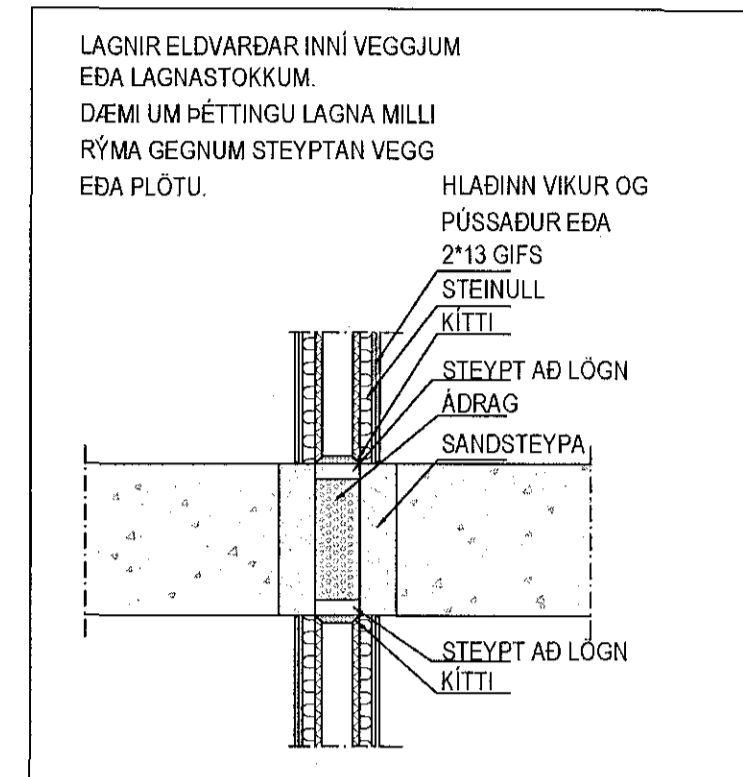 LAGNIR ELDVARÐAR INNÍ VEGGJUM
EÐA LAGNASTOKKUM.
DÆMI UM ÞÉTTINGU LAGNA MILLI
RÝMA GEGNUM STEYPTAN VEGG
EÐA PLÖTU.
HLAÐINN VIKUR OG
PÚSSAÐUR EÐA
2*13 GIFS
STEINULL
KÍTTI
STEYPT AÐ LÖGN
ÁDRAG
SANDSTEYPA
STEYPT AÐ LÖGN
KÍTTI